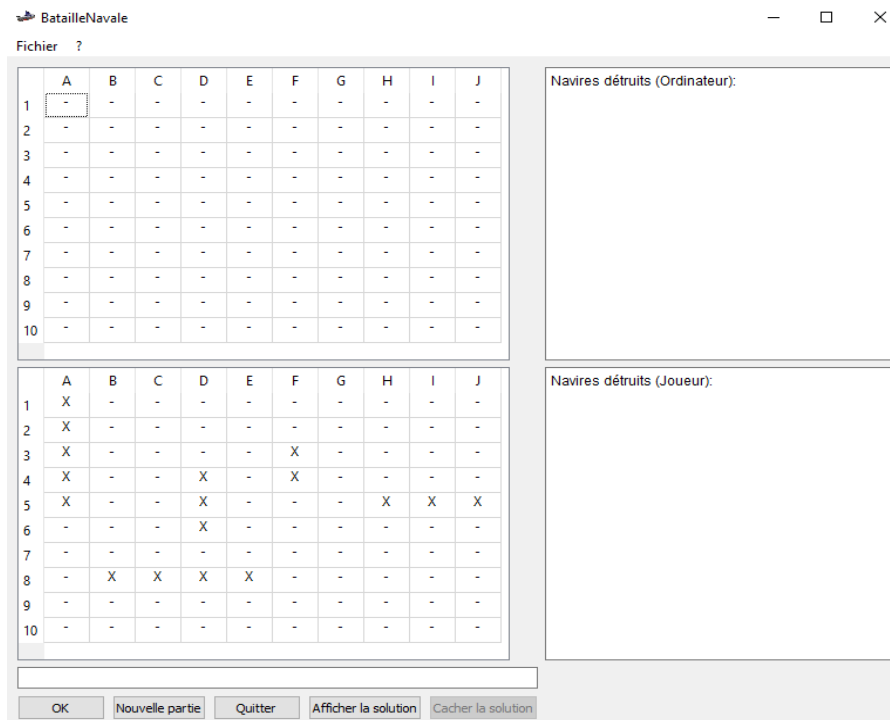 BatailleNavale
Fichier ?
A B C D E F G H I J
1 - - - - - - - - - -
2 - - - - - - - - - -
3 - - - - - - - - - -
4 - - - - - - - - - -
5 - - - - - - - - - -
6 - - - - - - - - - -
7 - - - - - - - - - -
8 - - - - - - - - - -
9 - - - - - - - - - -
10 - - - - - - - - - -
Navires détruits (Ordinateur):
A B C D E F G H I J
1 X - - - - - - - - -
2 X - - - - - - - - -
3 X - - - - X - - - -
4 X - - X - X - - - -
5 X - - X - - - X X X
6 - - - X - - - - - -
7 - - - - - - - - - -
8 - X X X X - - - - -
9 - - - - - - - - - -
10 - - - - - - - - - -
Navires détruits (Joueur):
OK Nouvelle partie Quitter Afficher la solution Cacher la solution